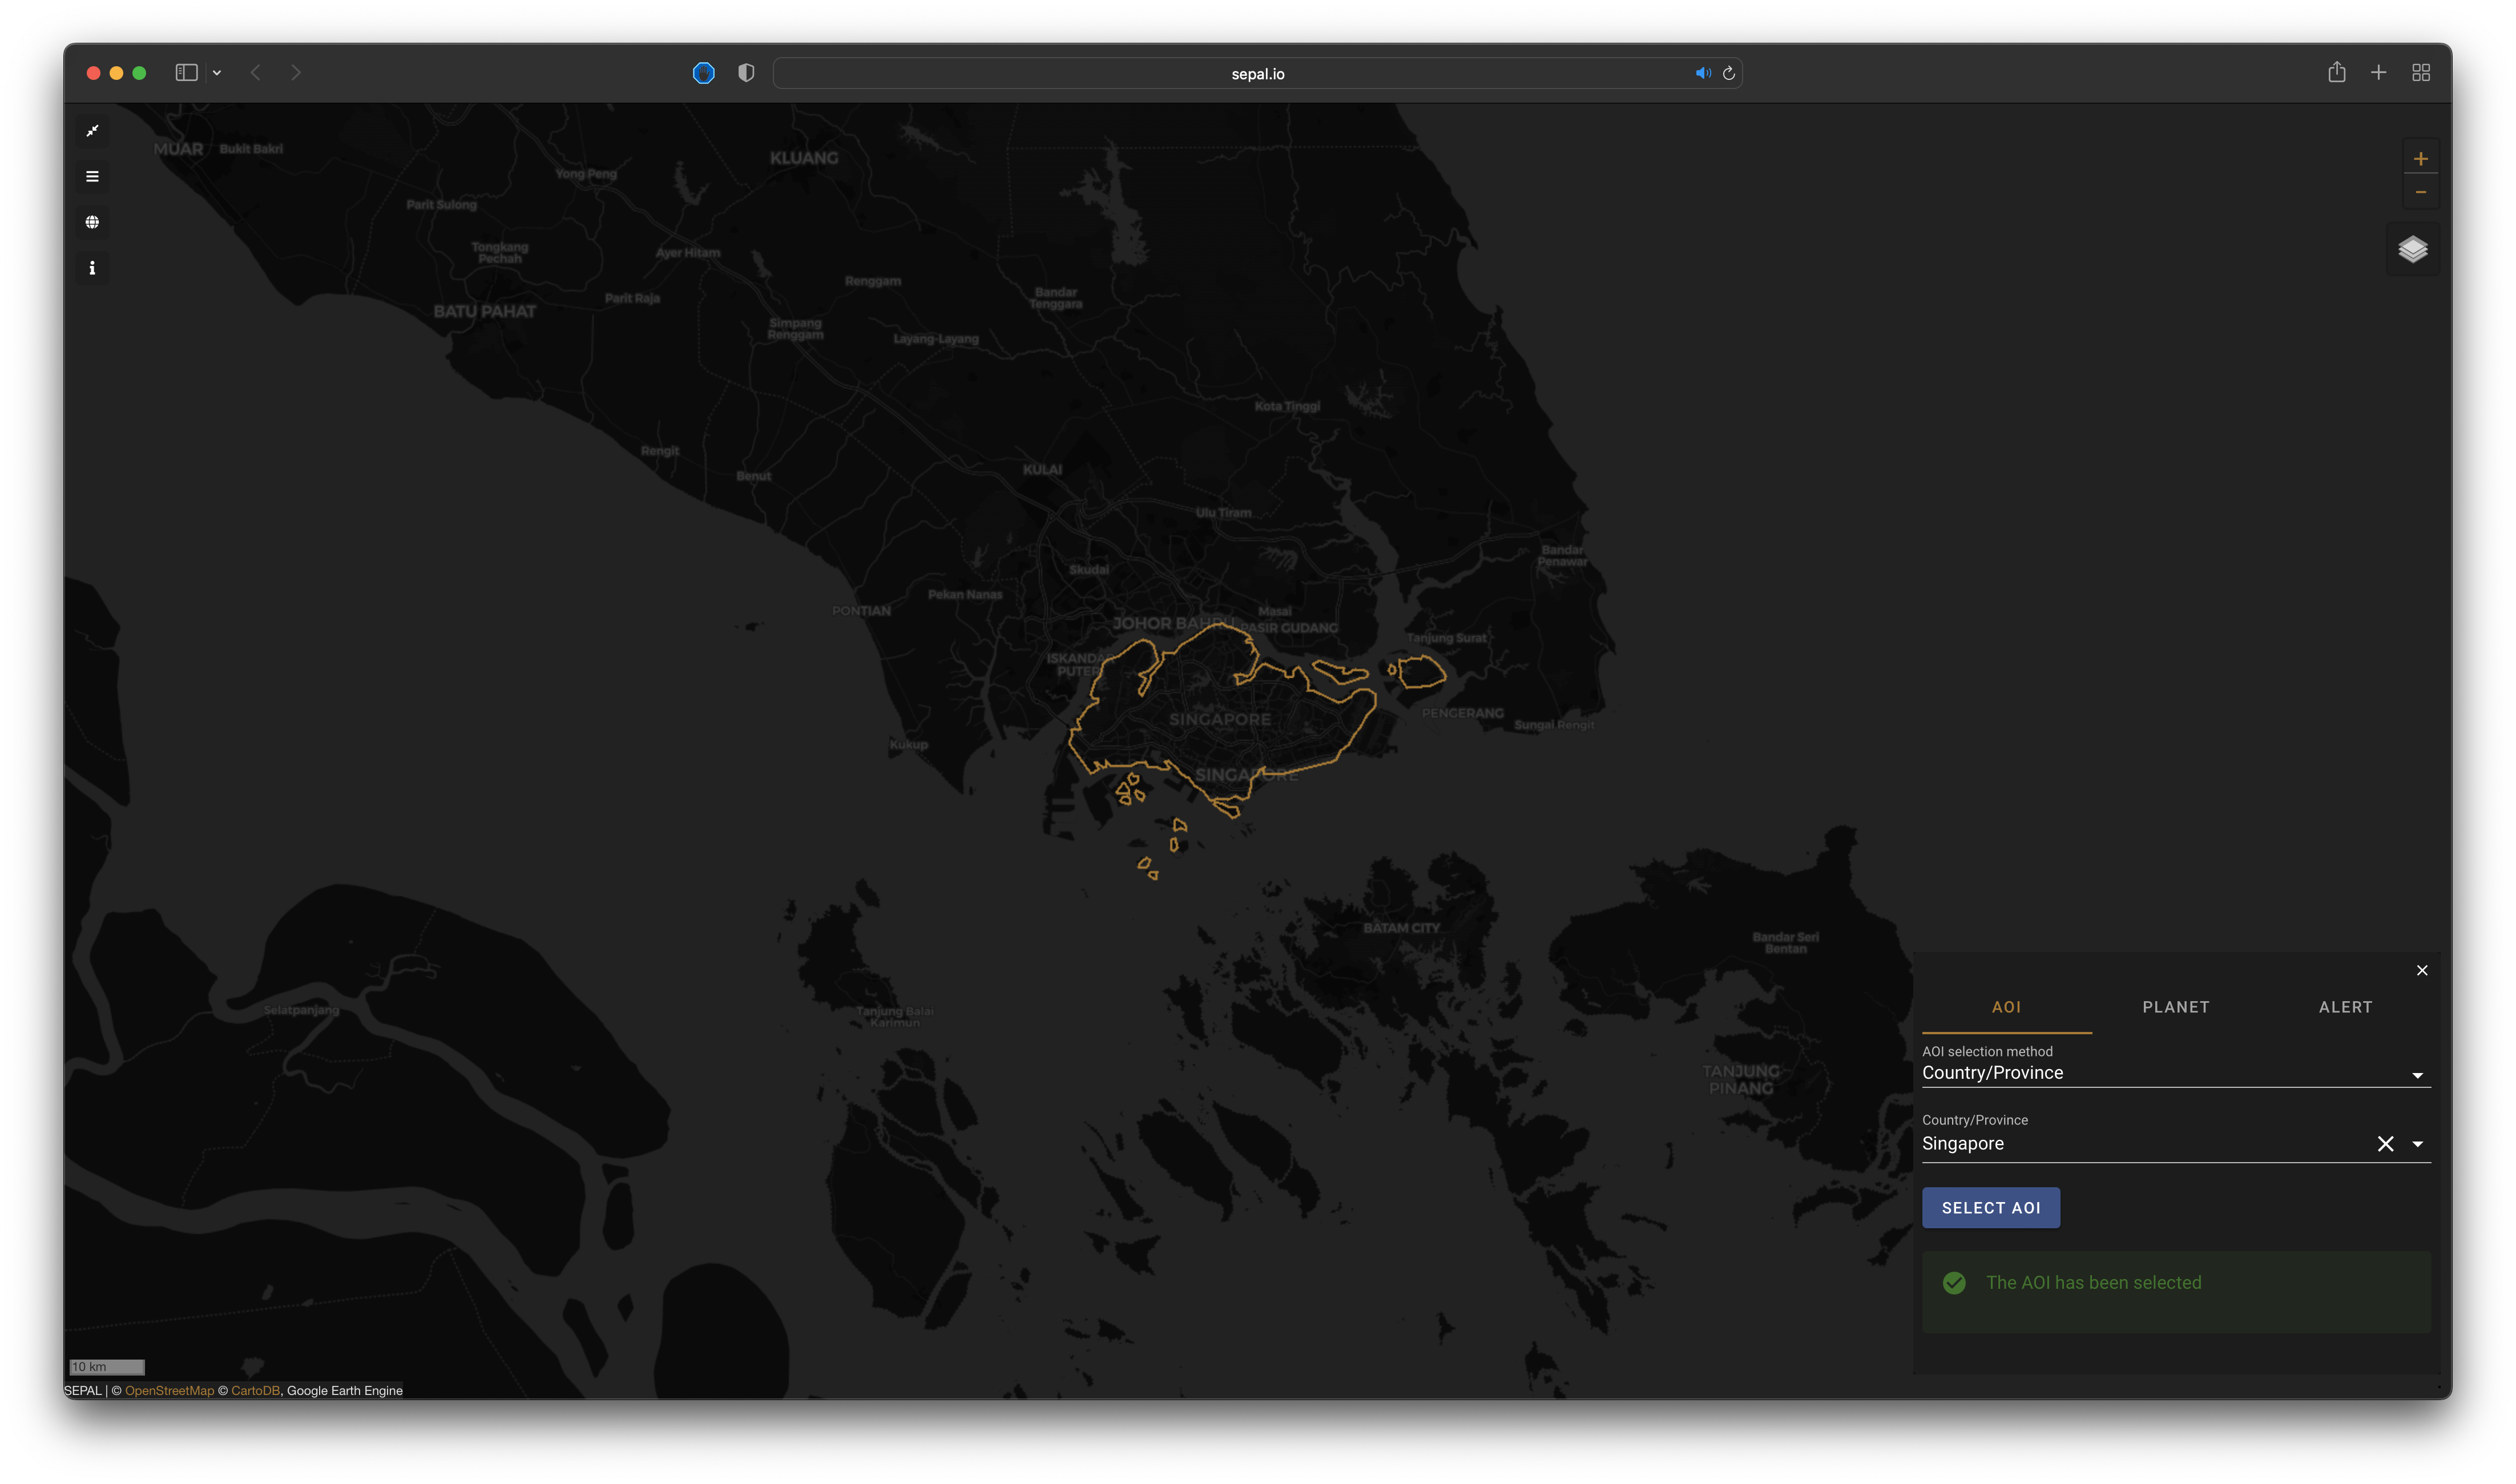 sepal.io
MUAR
Bukit Bakri
KLUANG
Yong Peng
Parit Sulong
Tongkang
Pechah
Ayer Hitam
Renggam
Bandar
Tenggara
Parit Raja
BATU PAHAT
Simpang
Renggam
Layang-Layang
Kota Tinggi
Rengit
Benut
KULAI
Ulu Tiram
Bandar
Penawar
Skudai
Pekan Nanas
PONTIAN
Masai
JOHOR BAHRU
PASIR GUDANG
Tanjung Surat
ISKANDAR
PUTERI
SINGAPORE
PENGERANG
Sungai Rengit
Kukup
SINGAPORE
BATAM CITY
Bandar Seri
Bentan
Selatpanjang
Tanjung Balai
Karimun
TANJUNG
PINANG
AOI
PLANET
ALERT
AOI selection method
Country/Province
Country/Province
Singapore
SELECT AOI
The AOI has been selected
10 km
SEPAL | © OpenStreetMap © CartoDB, Google Earth Engine